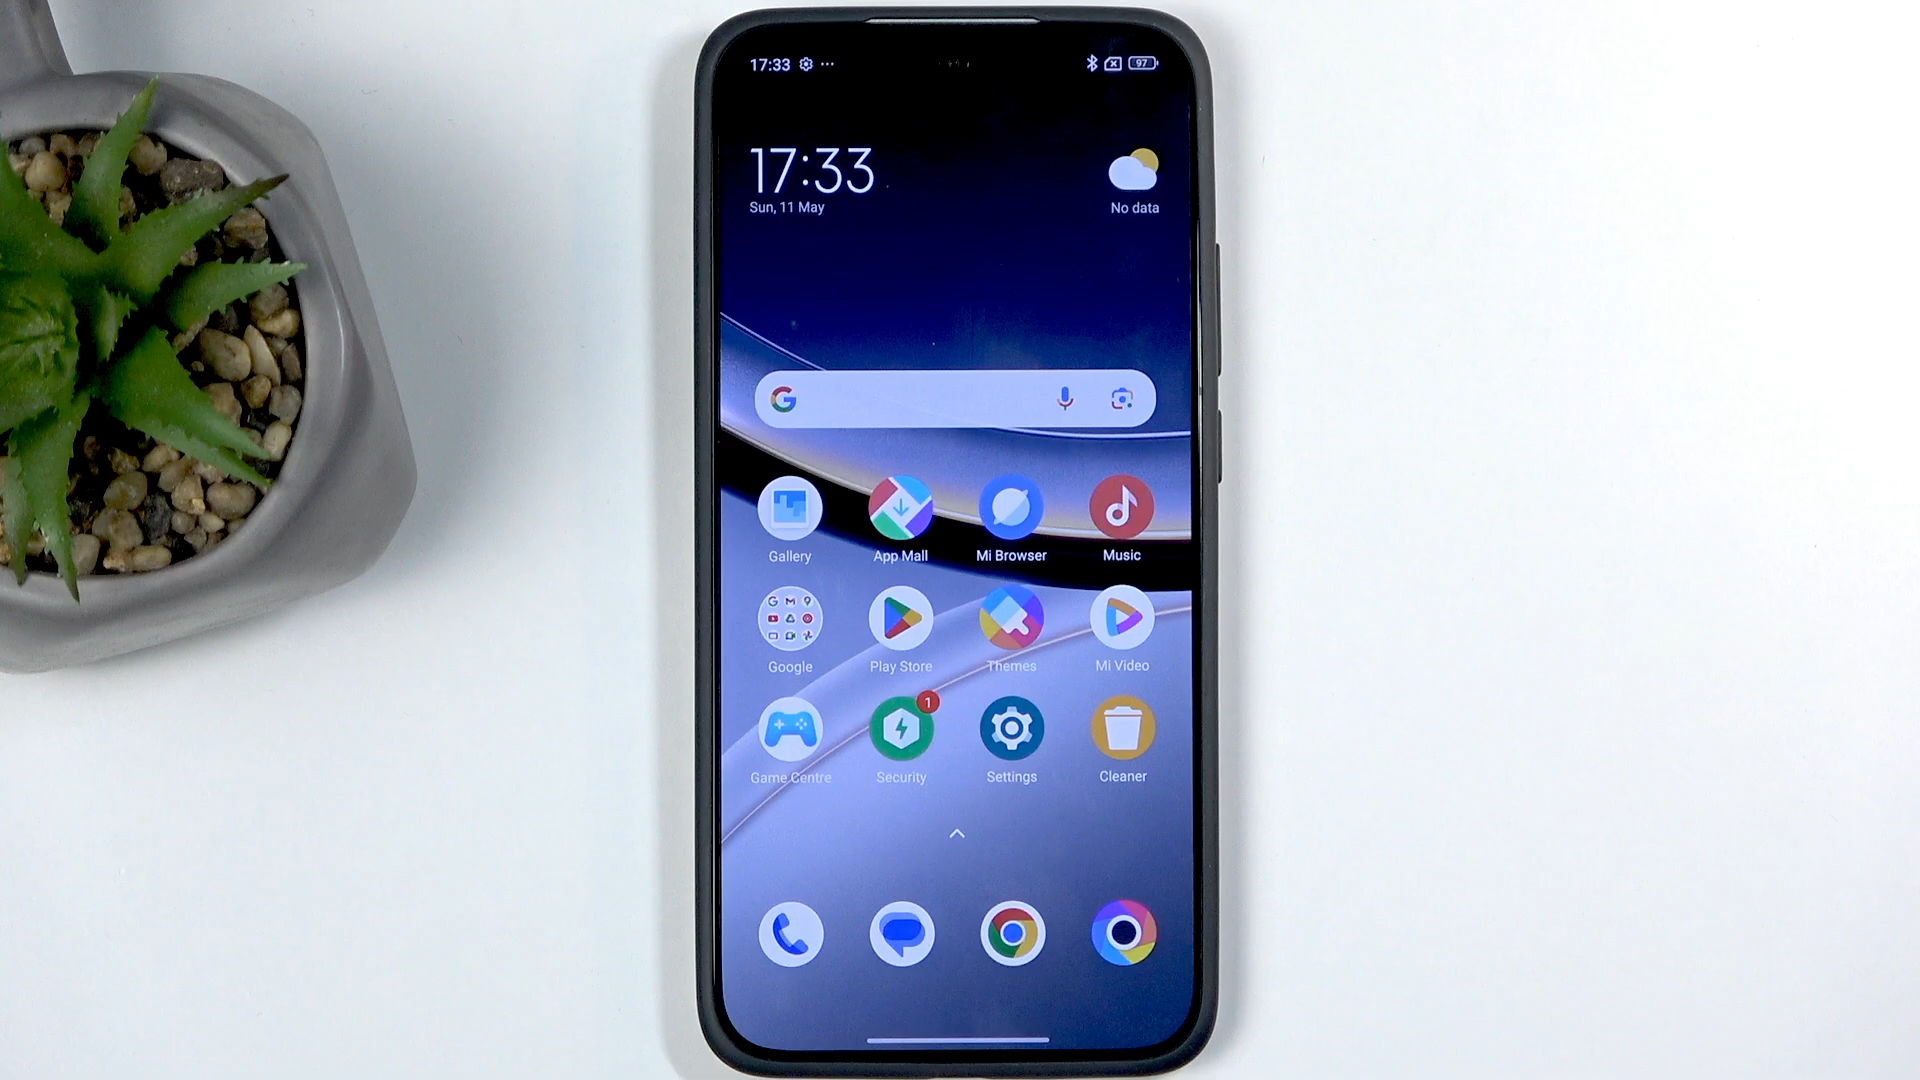 17:33 ...
97
17:33
Sun, 11 May
No data
Gallery
App Mall
Mi Browser
Music
Google
Play Store
Themes
Mi Video
1
Game Centre
Security
Settings
Cleaner